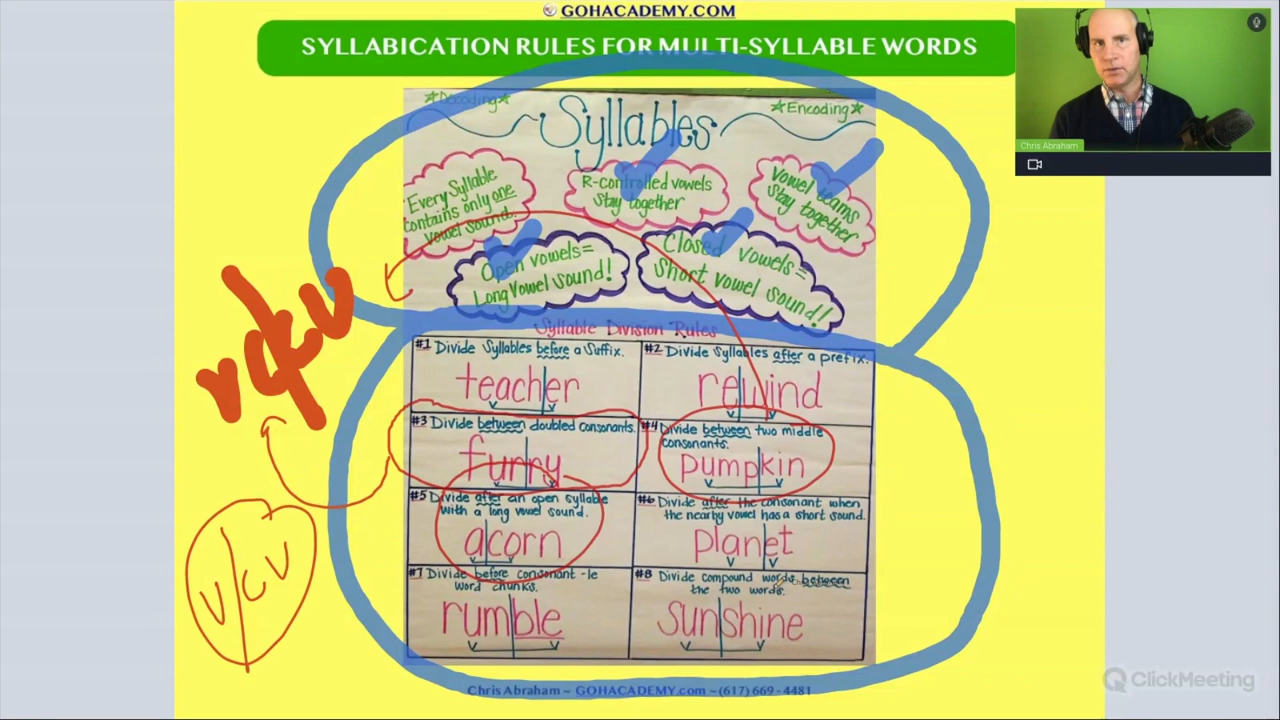 GOHACADEMY.COM
SYLLABICATION RULES FOR MULTI-SYLLABLE WORDS
Chris Abraham
*Decoding*
Syllables
*Encoding*
Every Syllable
contains only one
vowel sound.
R-controlled vowels
Stay together
Vowel teams
Stay together
Open vowels=
Long Vowel sound!
Closed vowels=
Short vowel sound!
Syllable Division Rules
#1 Divide Syllables before a Suffix.
teacher
#2 Divide Syllables after a prefix.
rewind
#3 Divide between doubled consonants.
funny
#4 Divide between two middle
consonants.
pumpkin
#5 Divide after an open syllable
with a long vowel sound.
acorn
#6 Divide after the consonant when
the nearby vowel has a short sound.
planet
#7 Divide before consonant -le
word chunks.
rumble
#8 Divide compound words between
the two words.
sunshine
v/cv
Chris Abraham ~ GOHACADEMY.com ~ (617) 669 - 4481
ClickMeeting